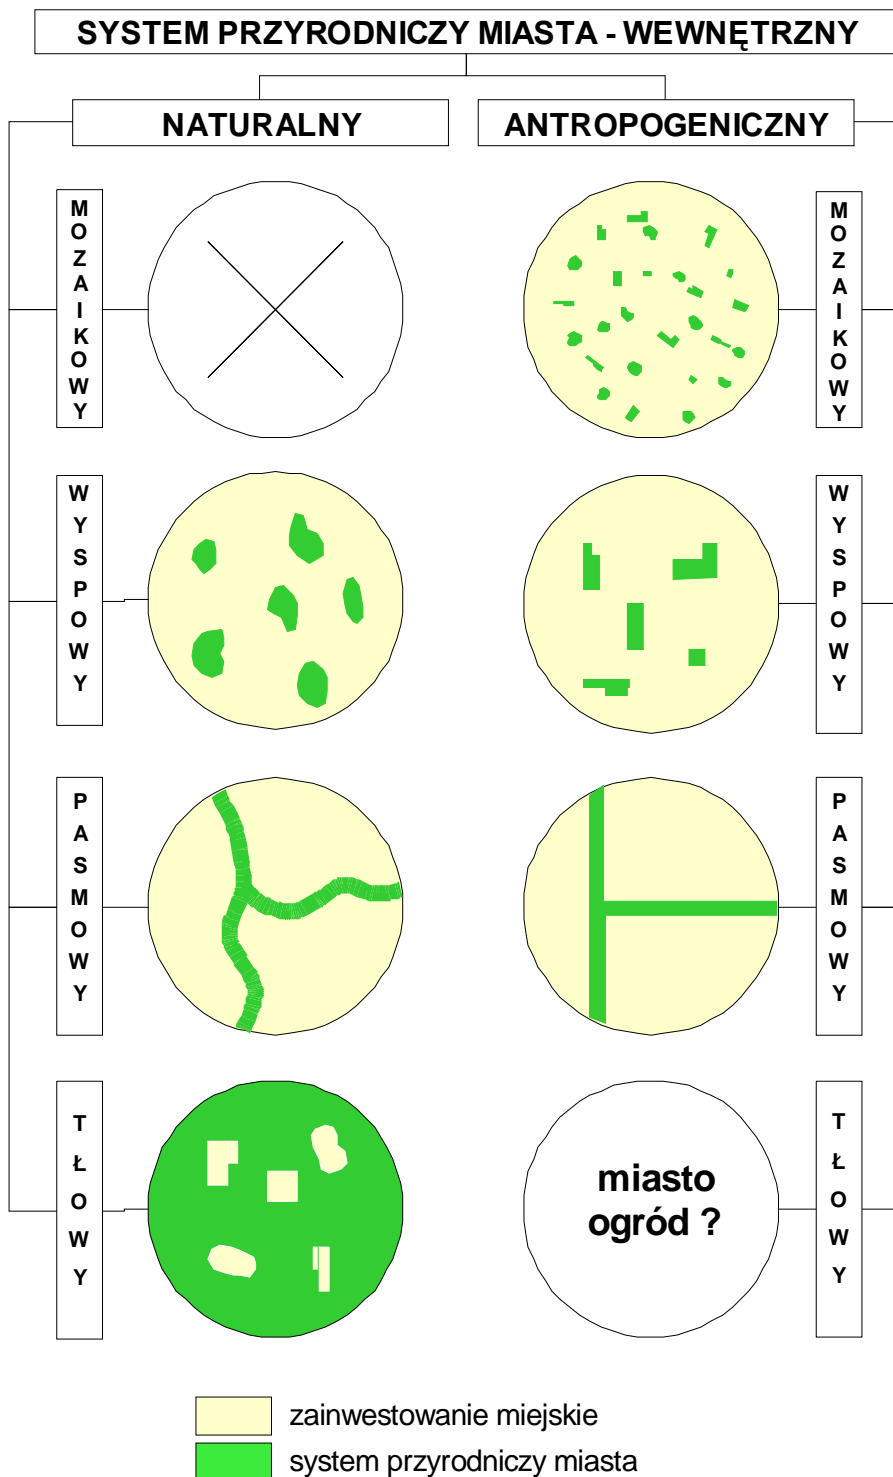 SYSTEM PRZYRODNICZY MIASTA - WEWNĘTRZNY
NATURALNY
ANTROPOGENICZNY
MOZAIKOWY
MOZAIKOWY
WYSPOWY
WYSPOWY
PASMOWY
PASMOWY
TŁOWY
miasto
ogród ?
TŁOWY
zainwestowanie miejskie
system przyrodniczy miasta